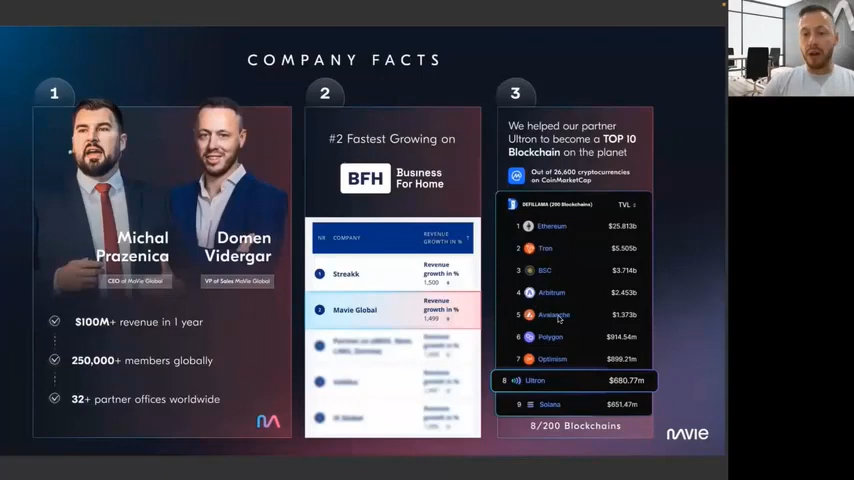 COMPANY FACTS
1
Michal
Prazenica
CEO of MaVie Global
Domen
Vidergar
VP of Sales MaVie Global
$100M+ revenue in 1 year
250,000+ members globally
32+ partner offices worldwide
2
#2 Fastest Growing on
BFH Business
For Home
NR COMPANY REVENUE
GROWTH IN %
1 Streakk Revenue
growth in %
1,500
2 Mavie Global Revenue
growth in %
1,499
3
We helped our partner
Ultron to become a TOP 10
Blockchain on the planet
Out of 26,600 cryptocurrencies
on CoinMarketCap
DEFILLAMA (200 Blockchains) TVL
1 Ethereum $25.813b
2 Tron $5.505b
3 BSC $3.714b
4 Arbitrum $2.453b
5 Avalanche $1.373b
6 Polygon $914.54m
7 Optimism $899.21m
8 Ultron $680.77m
9 Solana $651.47m
8/200 Blockchains
MAVIE